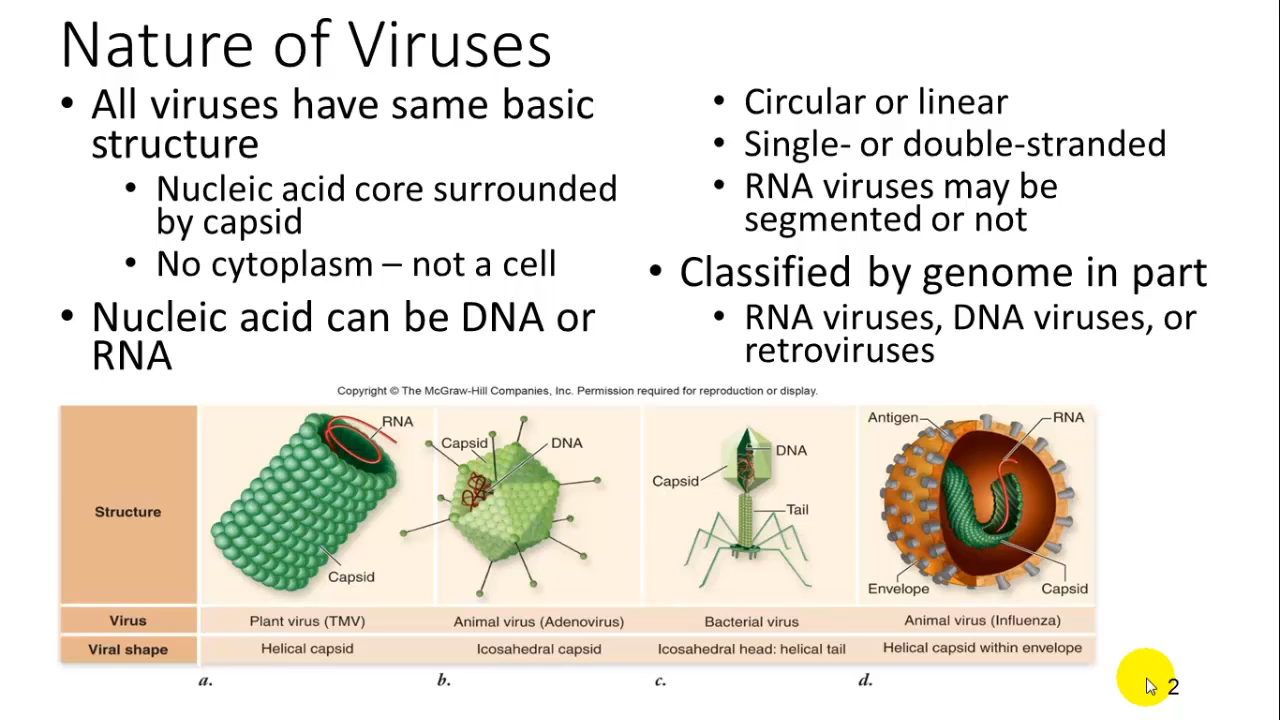 Nature of Viruses
• All viruses have same basic
structure
• Nucleic acid core surrounded
by capsid
• No cytoplasm – not a cell
• Nucleic acid can be DNA or
RNA
• Circular or linear
• Single- or double-stranded
• RNA viruses may be
segmented or not
• Classified by genome in part
• RNA viruses, DNA viruses, or
retroviruses
Copyright © The McGraw-Hill Companies, Inc. Permission required for reproduction or display.
Structure
RNA
Capsid
Capsid
DNA
DNA
Capsid
Tail
Antigen
RNA
Envelope
Capsid
Virus
Plant virus (TMV)
Animal virus (Adenovirus)
Bacterial virus
Animal virus (Influenza)
Viral shape
Helical capsid
Icosahedral capsid
Icosahedral head: helical tail
Helical capsid within envelope
a.
b.
c.
d.
2